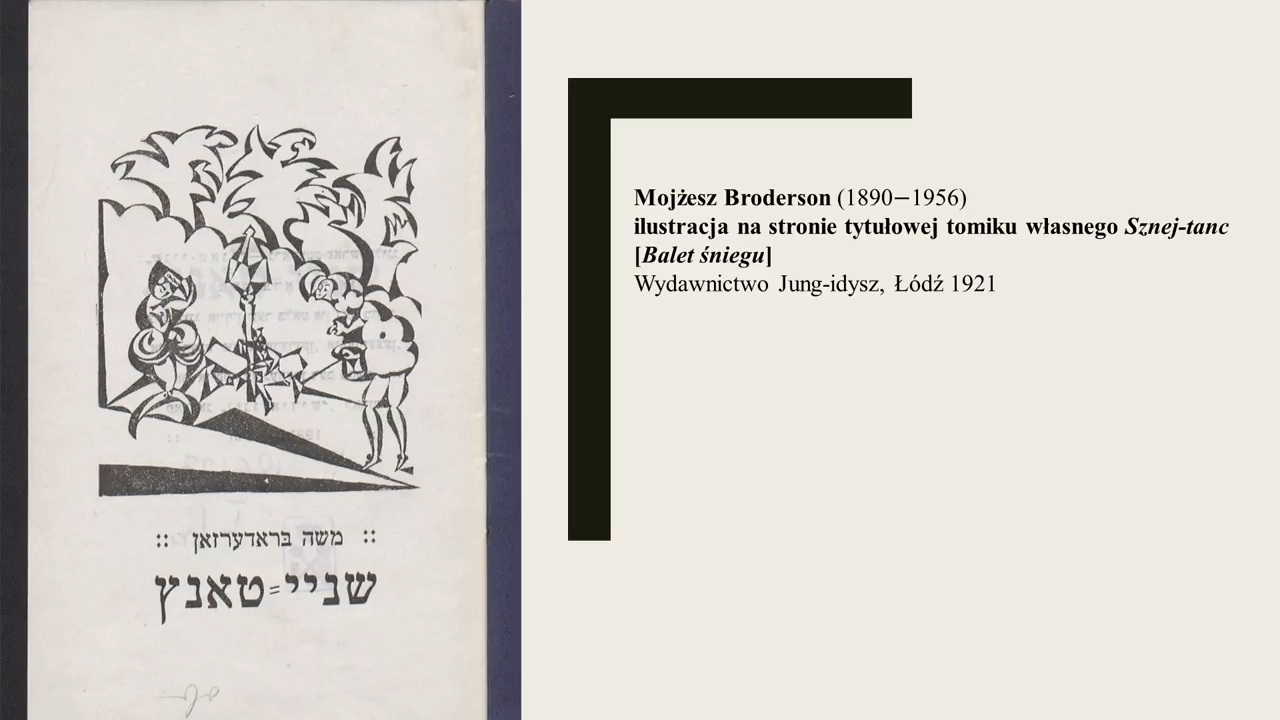 :: משה בראדערזאן ::
שניי=טאנץ
Mojżesz Broderson (1890–1956)
ilustracja na stronie tytułowej tomiku własnego Sznej-tanc
[Balet śniegu]
Wydawnictwo Jung-idysz, Łódź 1921